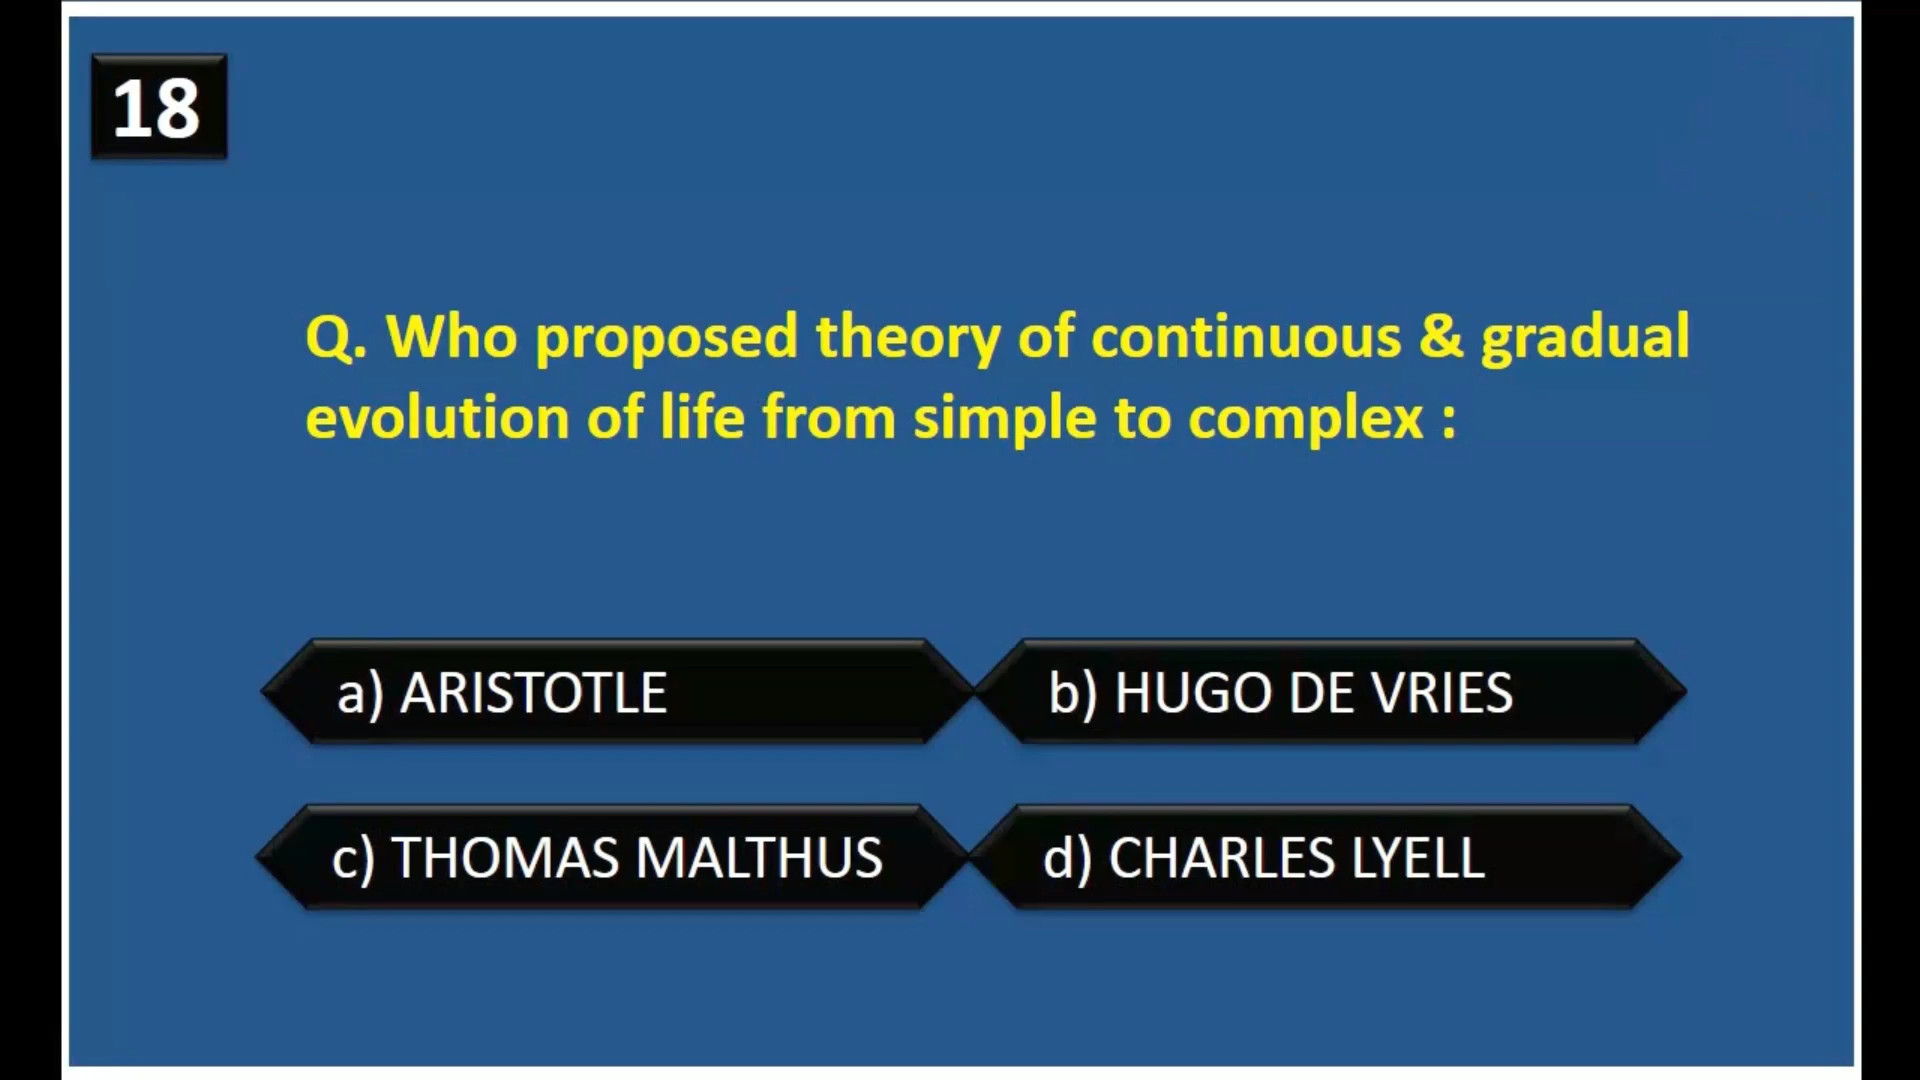 18
Q. Who proposed theory of continuous & gradual
evolution of life from simple to complex :
a) ARISTOTLE
b) HUGO DE VRIES
c) THOMAS MALTHUS
d) CHARLES LYELL